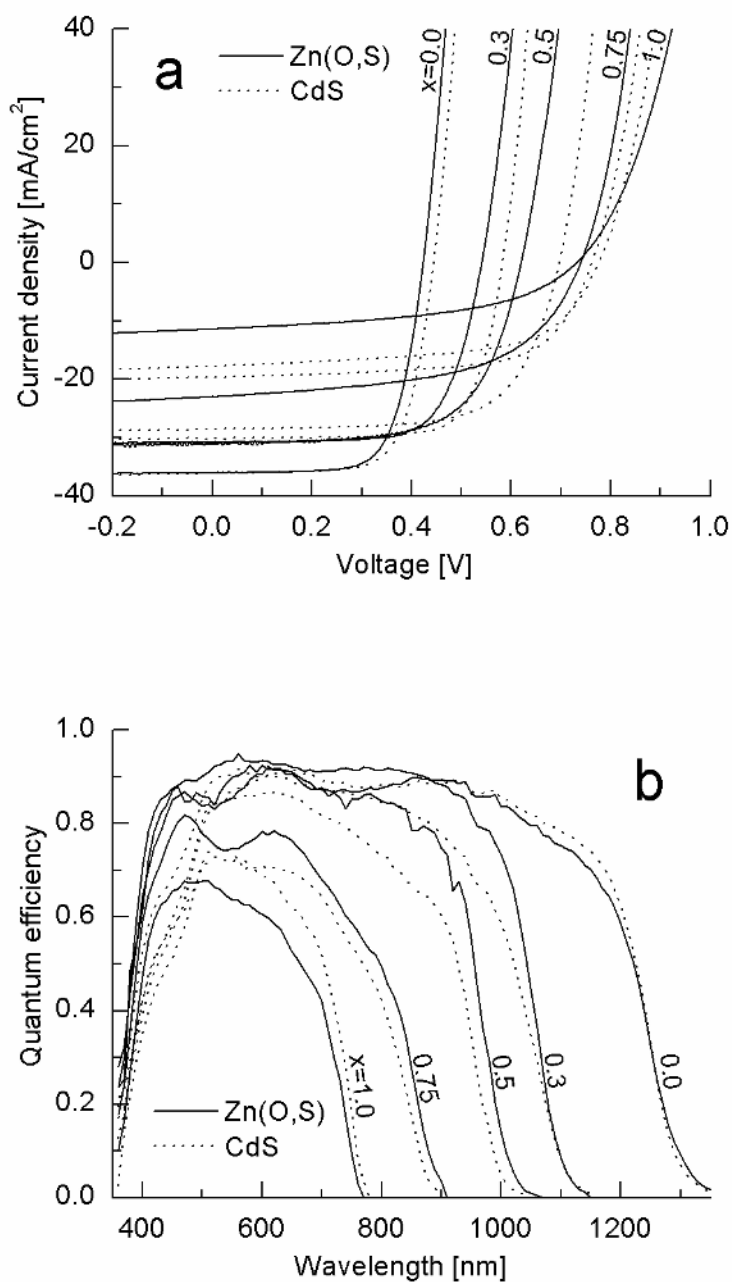 40
20
0
-20
-40
Current density [mA/cm²]
a
Zn(O,S)
CdS
x=0.0
0.3
0.5
0.75
1.0
-0.2 0.0 0.2 0.4 0.6 0.8 1.0
Voltage [V]
1.0
0.8
0.6
0.4
0.2
0.0
Quantum efficiency
b
x=1.0
0.75
0.5
0.3
0.0
Zn(O,S)
CdS
400 600 800 1000 1200
Wavelength [nm]